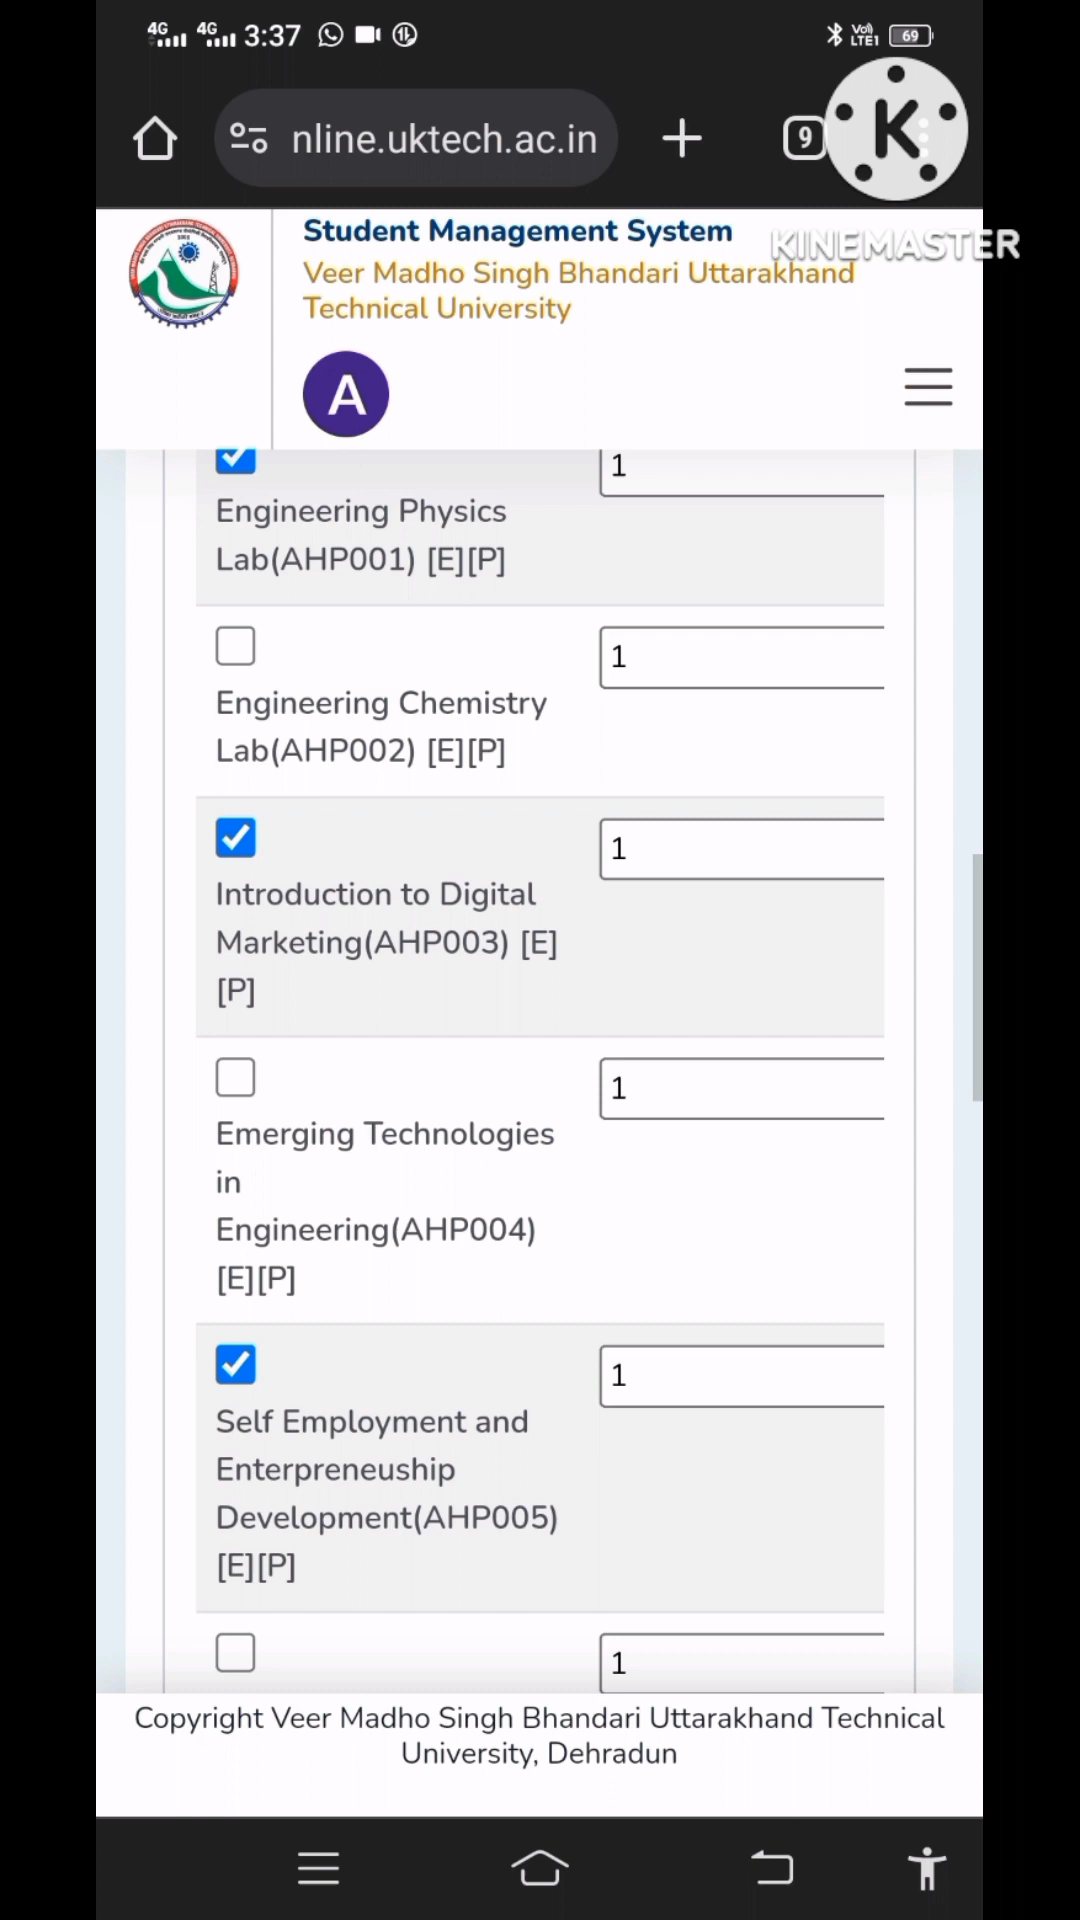 4G 4G 3:37 Vo) LTE1 69
nline.uktech.ac.in + 9 K
KINEMASTER
Student Management System
Veer Madho Singh Bhandari Uttarakhand
Technical University
A
1
Engineering Physics
Lab(AHP001) [E][P]
1
Engineering Chemistry
Lab(AHP002) [E][P]
1
Introduction to Digital
Marketing(AHP003) [E]
[P]
1
Emerging Technologies
in
Engineering(AHP004)
[E][P]
1
Self Employment and
Enterpreneuship
Development(AHP005)
[E][P]
1
Copyright Veer Madho Singh Bhandari Uttarakhand Technical
University, Dehradun